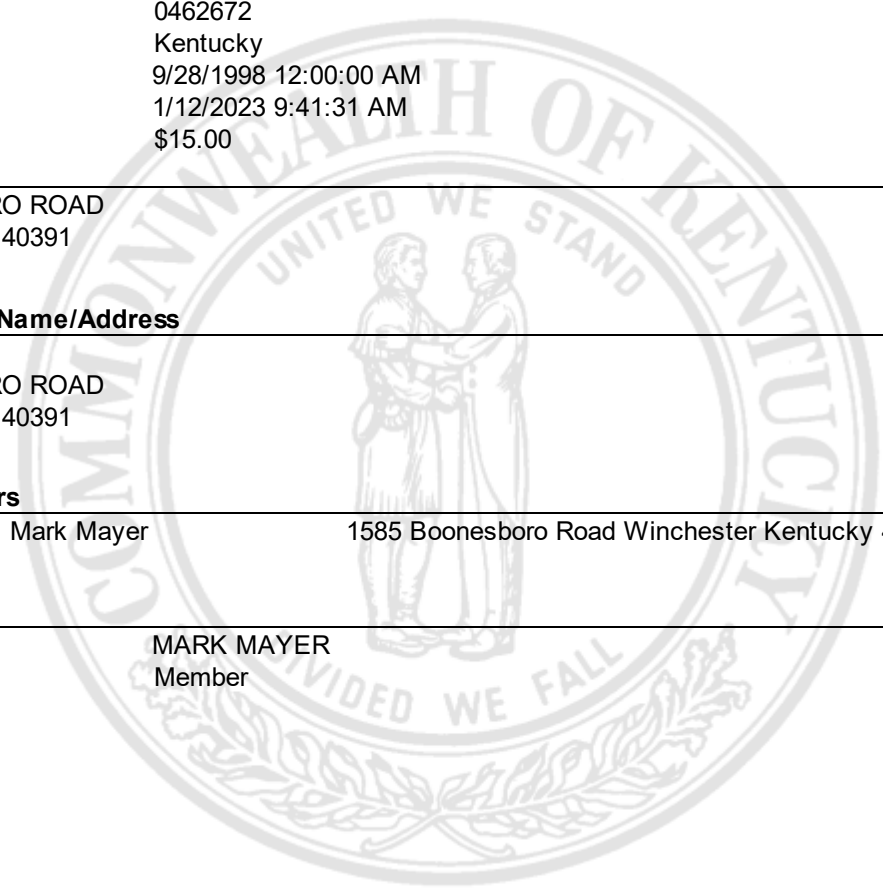 0462672
Kentucky
9/28/1998 12:00:00 AM
1/12/2023 9:41:31 AM
$15.00
RO ROAD
40391
Name/Address
RO ROAD
40391
rs
Mark Mayer 1585 Boonesboro Road Winchester Kentucky
MARK MAYER
Member
COMMONWEALTH OF KENTUCKY
UNITED WE STAND
DIVIDED WE FALL